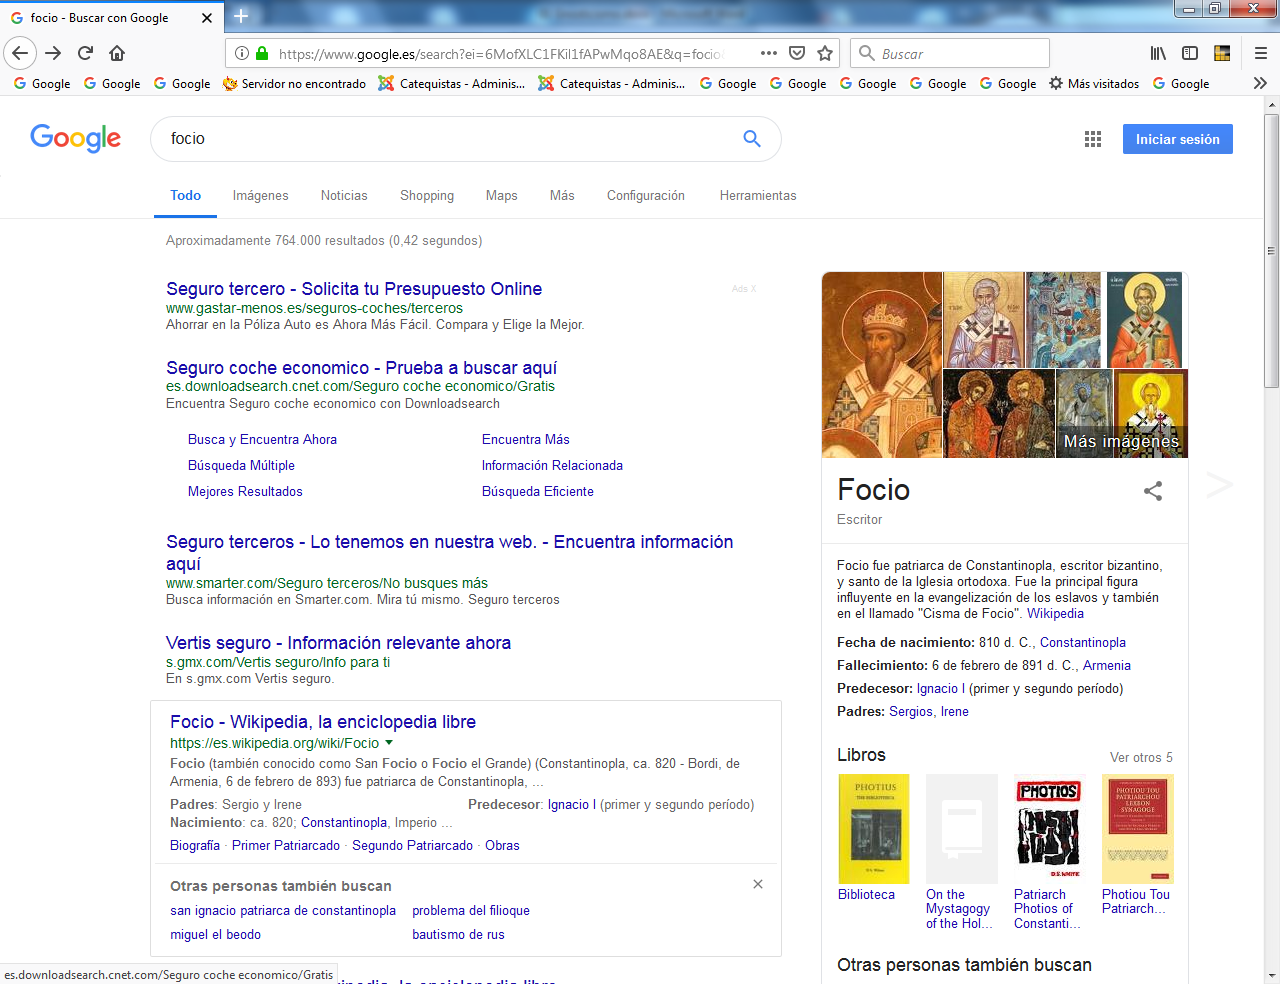 focio - Buscar con Google
https://www.google.es/search?ei=6MofXLC1FKil1fAPwMqo8AE&q=focio
Buscar
Google
Google
Google
Servidor no encontrado
Catequistas - Adminis...
Catequistas - Adminis...
Google
Google
Google
Google
Google
Más visitados
Google
Google
focio
Iniciar sesión
Todo
Imágenes
Noticias
Shopping
Maps
Más
Configuración
Herramientas
Aproximadamente 764.000 resultados (0,42 segundos)
Ads X
Seguro tercero - Solicita tu Presupuesto Online
www.gastar-menos.es/seguros-coches/terceros
Ahorrar en la Póliza Auto es Ahora Más Fácil. Compara y Elige la Mejor.
Seguro coche economico - Prueba a buscar aquí
es.downloadsearch.cnet.com/Seguro coche economico/Gratis
Encuentra Seguro coche economico con Downloadsearch
Busca y Encuentra Ahora
Encuentra Más
Búsqueda Múltiple
Información Relacionada
Mejores Resultados
Búsqueda Eficiente
Seguro terceros - Lo tenemos en nuestra web. - Encuentra información
aquí
www.smarter.com/Seguro terceros/No busques más
Busca información en Smarter.com. Mira tú mismo. Seguro terceros
Vertis seguro - Información relevante ahora
s.gmx.com/Vertis seguro/Info para ti
En s.gmx.com Vertis seguro.
Focio - Wikipedia, la enciclopedia libre
https://es.wikipedia.org/wiki/Focio
Focio (también conocido como San Focio o Focio el Grande) (Constantinopla, ca. 820 - Bordi, de
Armenia, 6 de febrero de 893) fue patriarca de Constantinopla, ...
Padres: Sergio y Irene
Predecesor: Ignacio I (primer y segundo período)
Nacimiento: ca. 820; Constantinopla, Imperio ...
Biografía · Primer Patriarcado · Segundo Patriarcado · Obras
Otras personas también buscan
san ignacio patriarca de constantinopla
problema del filioque
miguel el beodo
bautismo de rus
es.downloadsearch.cnet.com/Seguro coche economico/Gratis
Más imágenes
Focio
Escritor
Focio fue patriarca de Constantinopla, escritor bizantino,
y santo de la Iglesia ortodoxa. Fue la principal figura
influyente en la evangelización de los eslavos y también
en el llamado "Cisma de Focio". Wikipedia
Fecha de nacimiento: 810 d. C., Constantinopla
Fallecimiento: 6 de febrero de 891 d. C., Armenia
Predecesor: Ignacio I (primer y segundo período)
Padres: Sergios, Irene
Libros
Ver otros 5
PHOTIUS
THE BIBLIOTHECA
PHOTIOS
D.S. WHITE
PHOTIOU TOU
PATRIARCHOU
LEXEON
SYNAGOGE
Biblioteca
On the
Mystagogy
of the Hol...
Patriarch
Photios of
Constanti...
Photiou Tou
Patriarch...
Otras personas también buscan